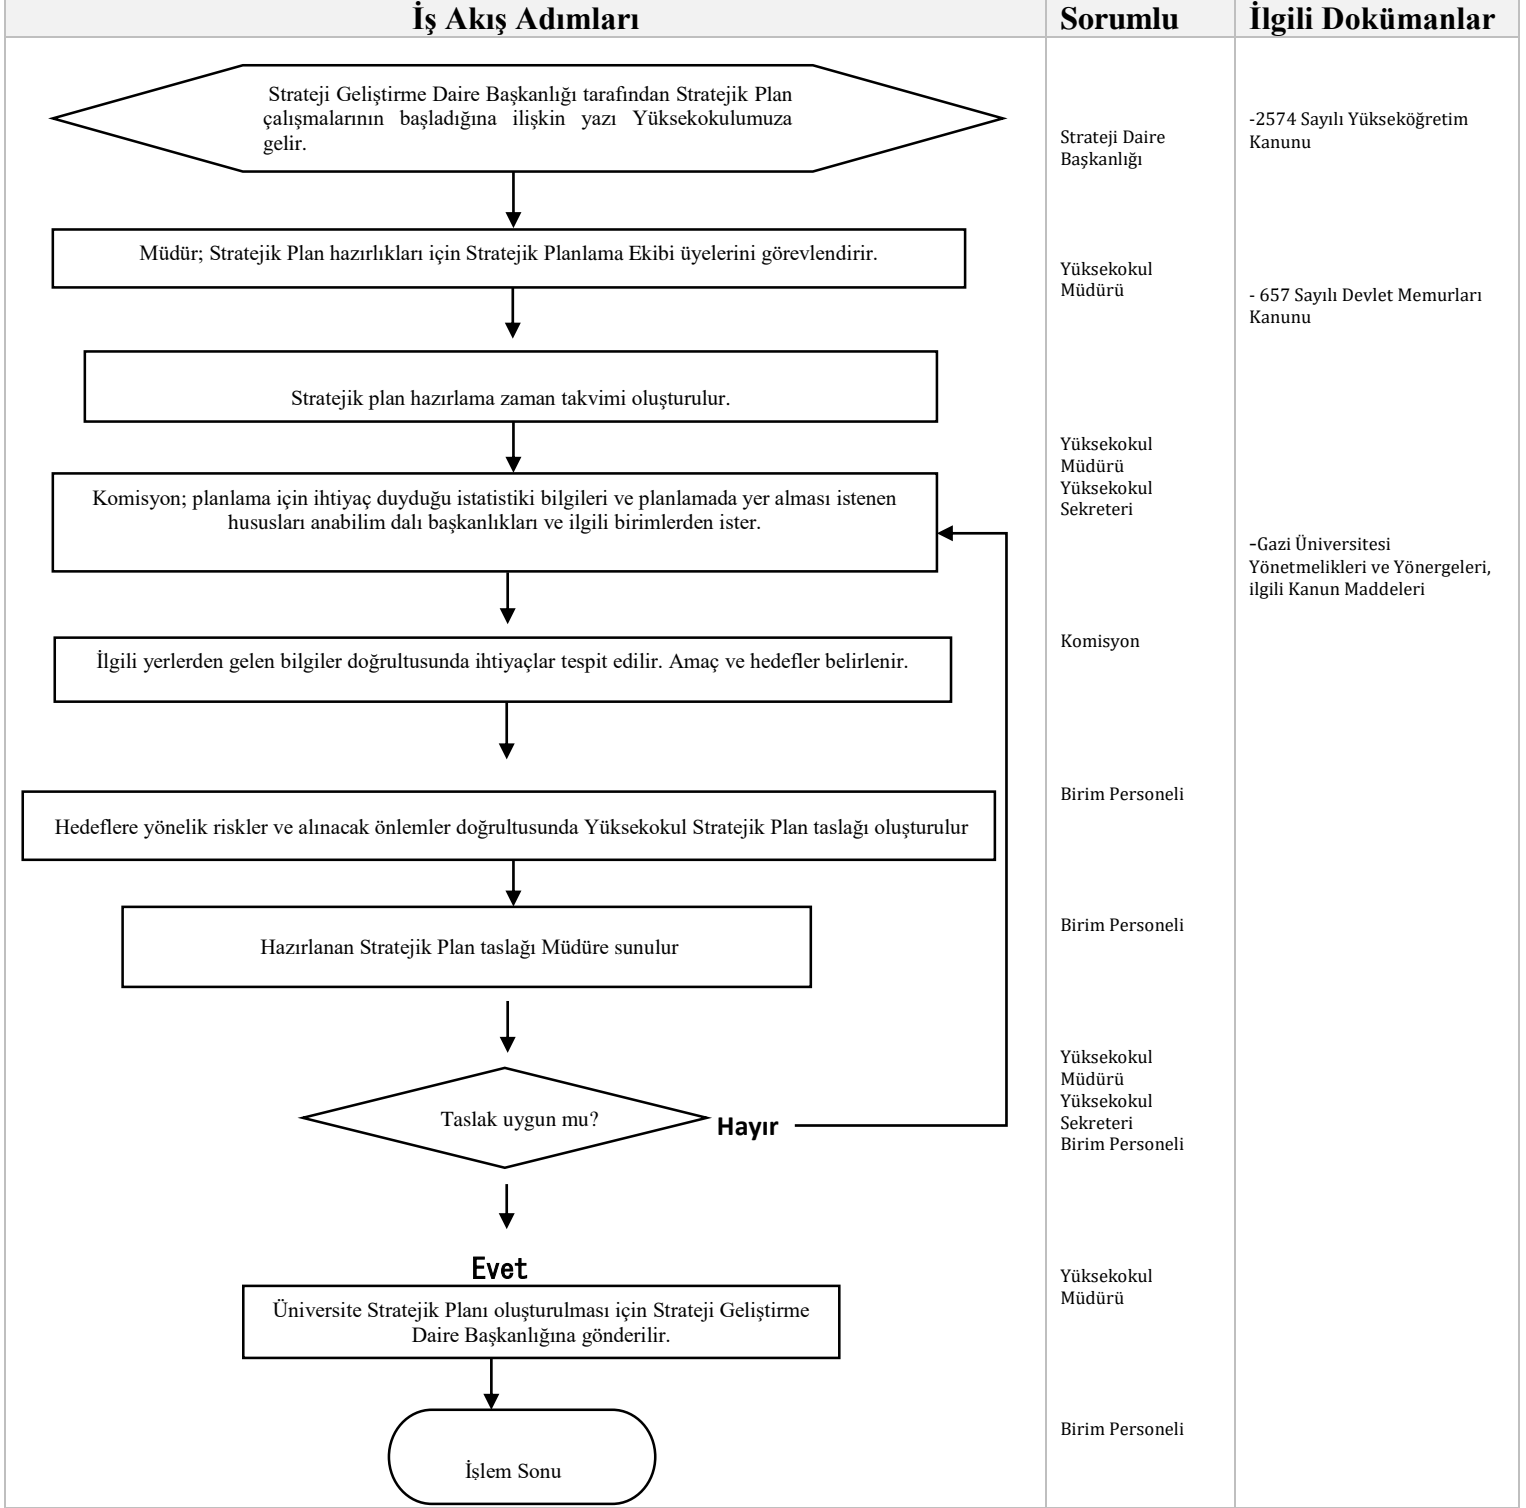 İş Akış Adımları
Sorumlu
İlgili Dokümanlar
Strateji Geliştirme Daire Başkanlığı tarafından Stratejik Plan
çalışmalarının başladığına ilişkin yazı Yüksekokulumuza
gelir.
Strateji Daire
Başkanlığı
-2574 Sayılı Yükseköğretim
Kanunu
Müdür; Stratejik Plan hazırlıkları için Stratejik Planlama Ekibi üyelerini görevlendirir.
Yüksekokul
Müdürü
- 657 Sayılı Devlet Memurları
Kanunu
Stratejik plan hazırlama zaman takvimi oluşturulur.
Yüksekokul
Müdürü
Yüksekokul
Sekreteri
Komisyon; planlama için ihtiyaç duyduğu istatistiki bilgileri ve planlamada yer alması istenen
hususları anabilim dalı başkanlıkları ve ilgili birimlerden ister.
-Gazi Üniversitesi
Yönetmelikleri ve Yönergeleri,
ilgili Kanun Maddeleri
Komisyon
İlgili yerlerden gelen bilgiler doğrultusunda ihtiyaçlar tespit edilir. Amaç ve hedefler belirlenir.
Birim Personeli
Hedeflere yönelik riskler ve alınacak önlemler doğrultusunda Yüksekokul Stratejik Plan taslağı oluşturulur
Birim Personeli
Hazırlanan Stratejik Plan taslağı Müdüre sunulur
Yüksekokul
Müdürü
Yüksekokul
Sekreteri
Birim Personeli
Taslak uygun mu?
Hayır
Evet
Yüksekokul
Müdürü
Üniversite Stratejik Planı oluşturulması için Strateji Geliştirme
Daire Başkanlığına gönderilir.
Birim Personeli
İşlem Sonu